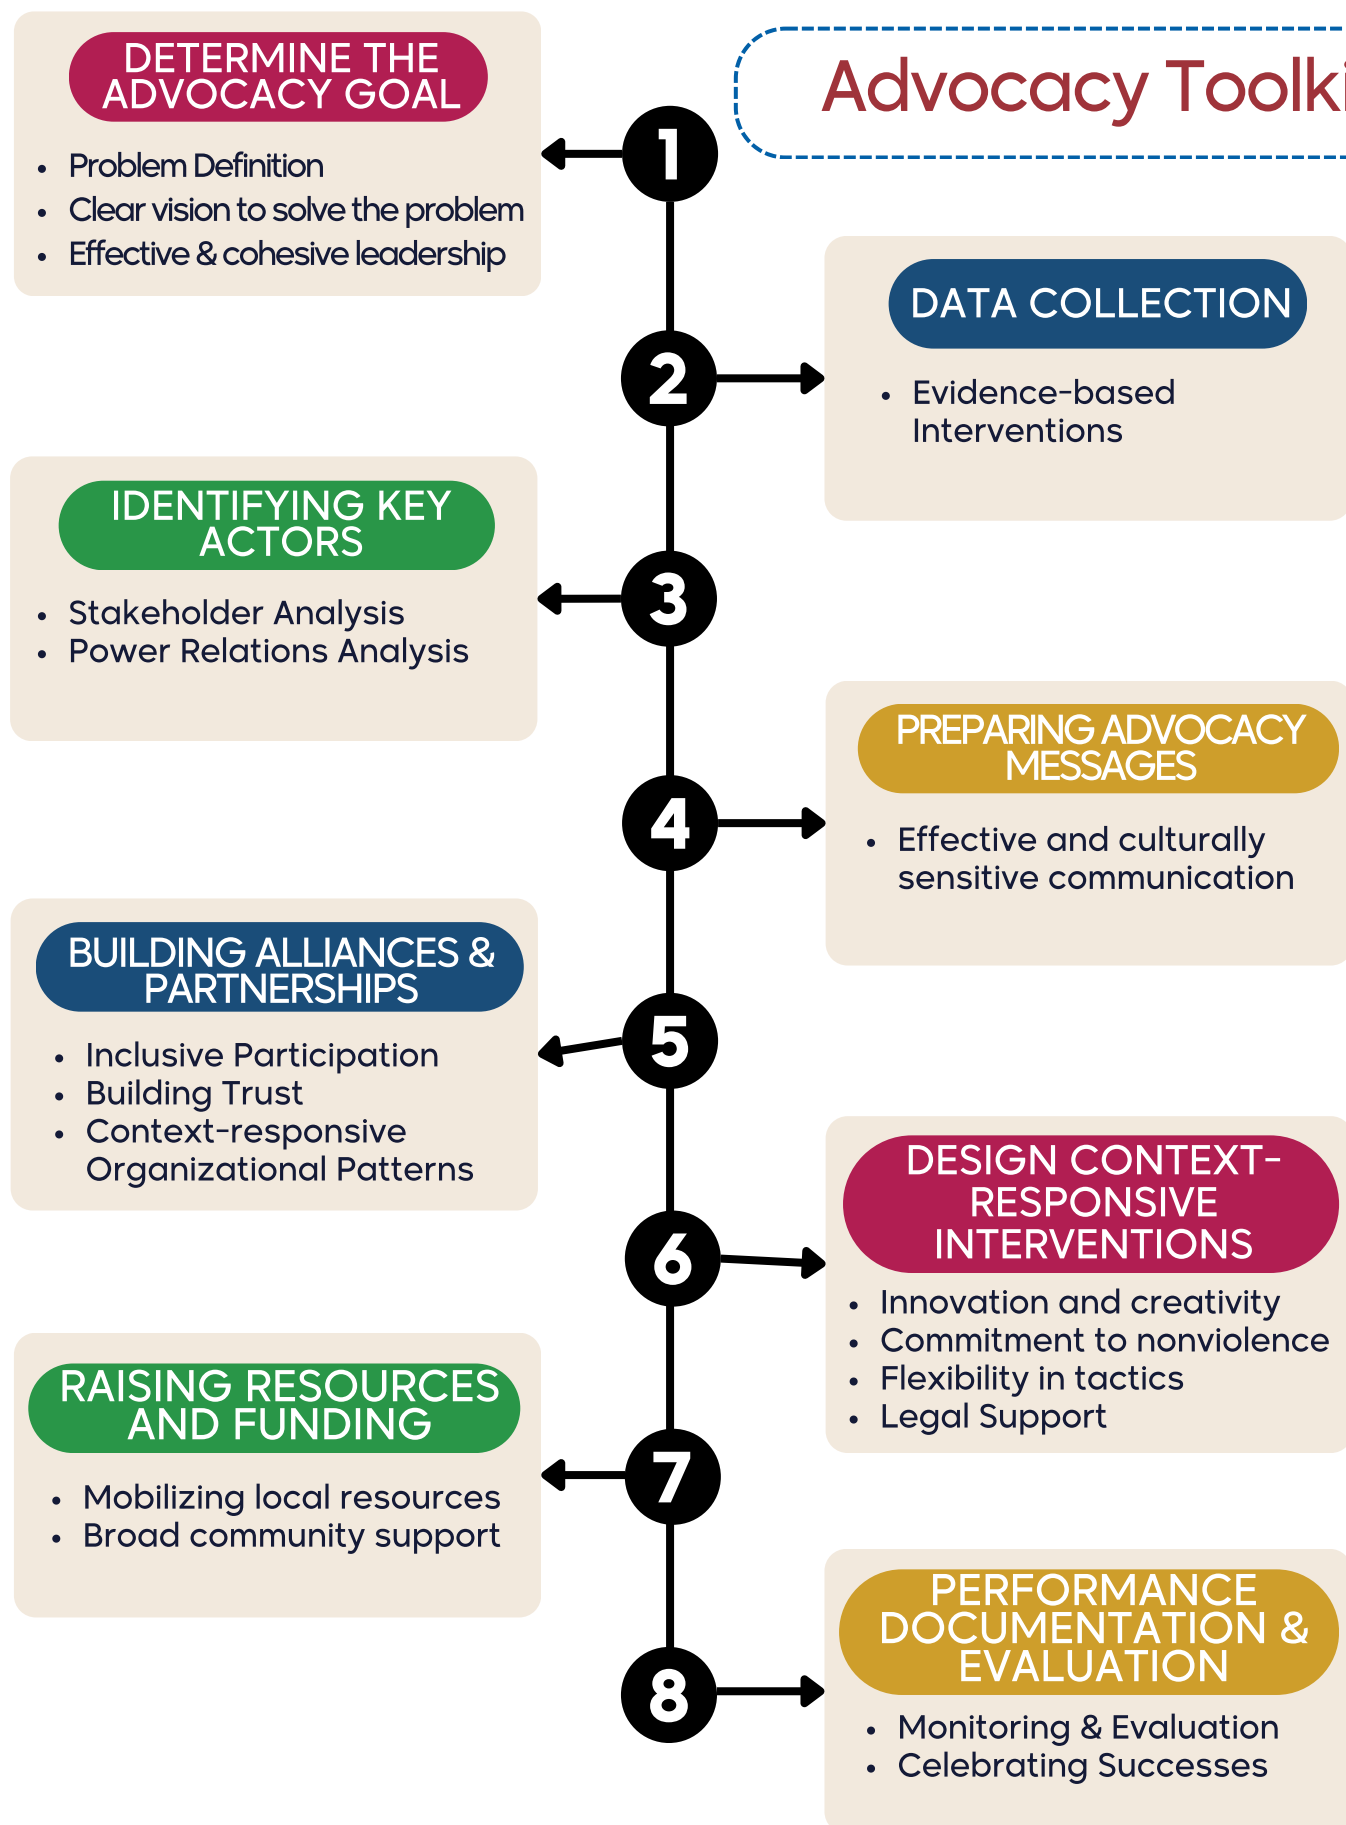 Advocacy Toolki
1
DETERMINE THE
ADVOCACY GOAL
• Problem Definition
• Clear vision to solve the problem
• Effective & cohesive leadership
2
DATA COLLECTION
• Evidence-based
Interventions
3
IDENTIFYING KEY
ACTORS
• Stakeholder Analysis
• Power Relations Analysis
4
PREPARING ADVOCACY
MESSAGES
• Effective and culturally
sensitive communication
5
BUILDING ALLIANCES &
PARTNERSHIPS
• Inclusive Participation
• Building Trust
• Context-responsive
Organizational Patterns
6
DESIGN CONTEXT-
RESPONSIVE
INTERVENTIONS
• Innovation and creativity
• Commitment to nonviolence
• Flexibility in tactics
• Legal Support
7
RAISING RESOURCES
AND FUNDING
• Mobilizing local resources
• Broad community support
8
PERFORMANCE
DOCUMENTATION &
EVALUATION
• Monitoring & Evaluation
• Celebrating Successes